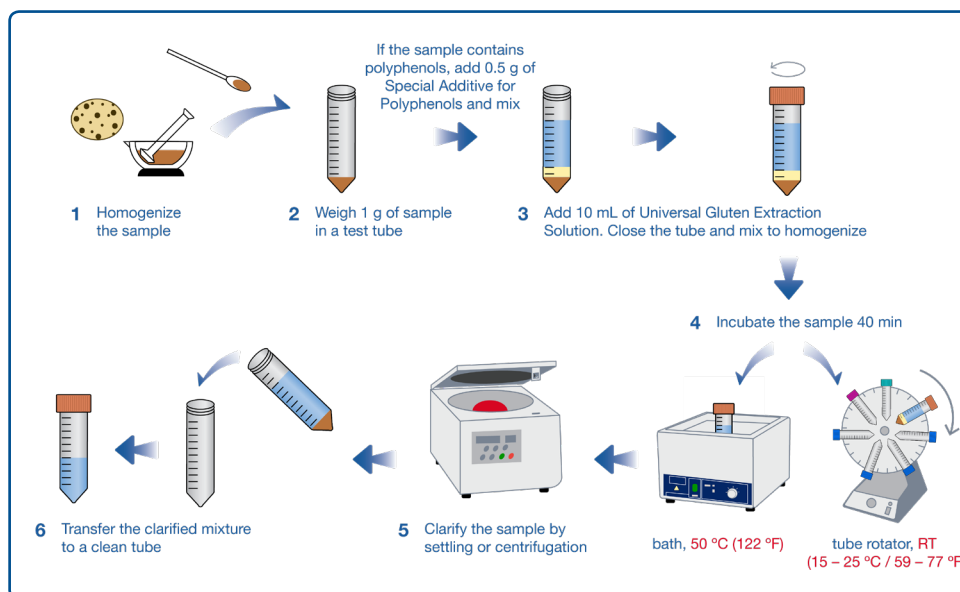 If the sample contains
polyphenols, add 0.5 g of
Special Additive for
Polyphenols and mix
1 Homogenize
the sample
2 Weigh 1 g of sample
in a test tube
3 Add 10 mL of Universal Gluten Extraction
Solution. Close the tube and mix to homogenize
4 Incubate the sample 40 min
bath, 50 ºC (122 ºF)
tube rotator, RT
(15 – 25 ºC / 59 – 77 ºF
5 Clarify the sample by
settling or centrifugation
6 Transfer the clarified mixture
to a clean tube